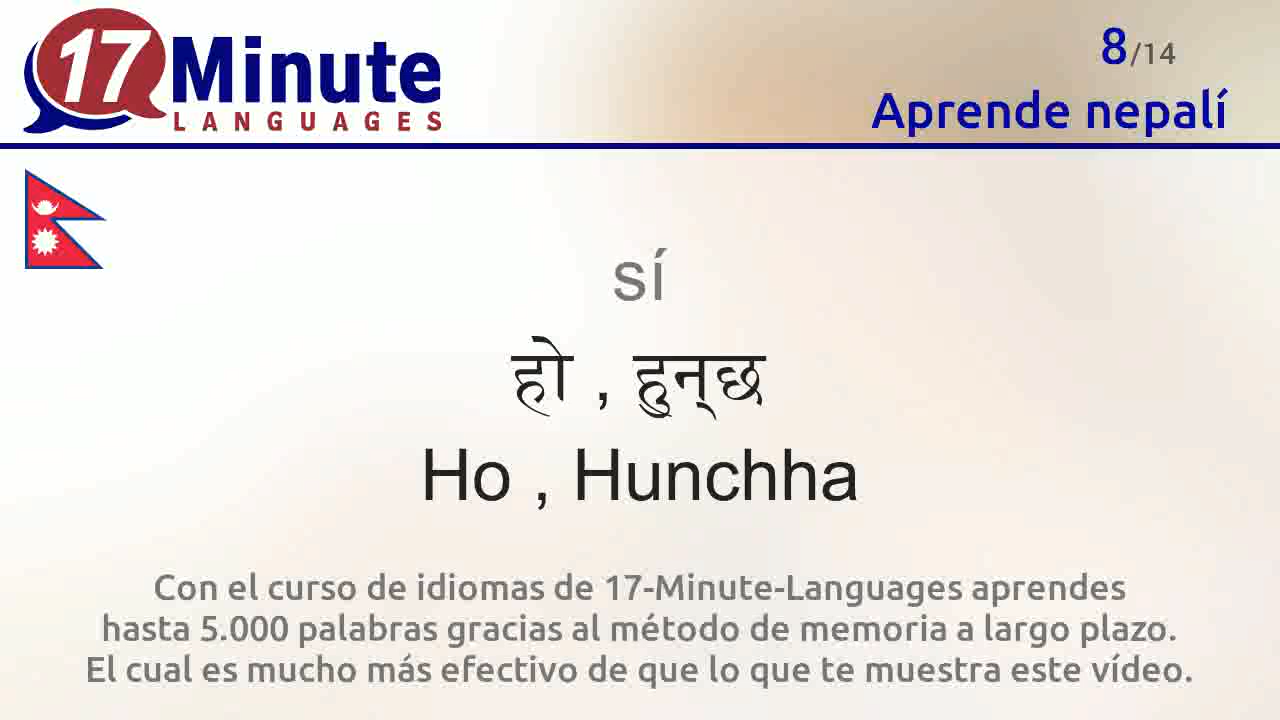 17 Minute
LANGUAGES
8/14
Aprende nepalí
sí
हो , हुन्‌छ
Ho , Hunchha
Con el curso de idiomas de 17-Minute-Languages aprendes
hasta 5.000 palabras gracias al método de memoria a largo plazo.
El cual es mucho más efectivo de que lo que te muestra este vídeo.